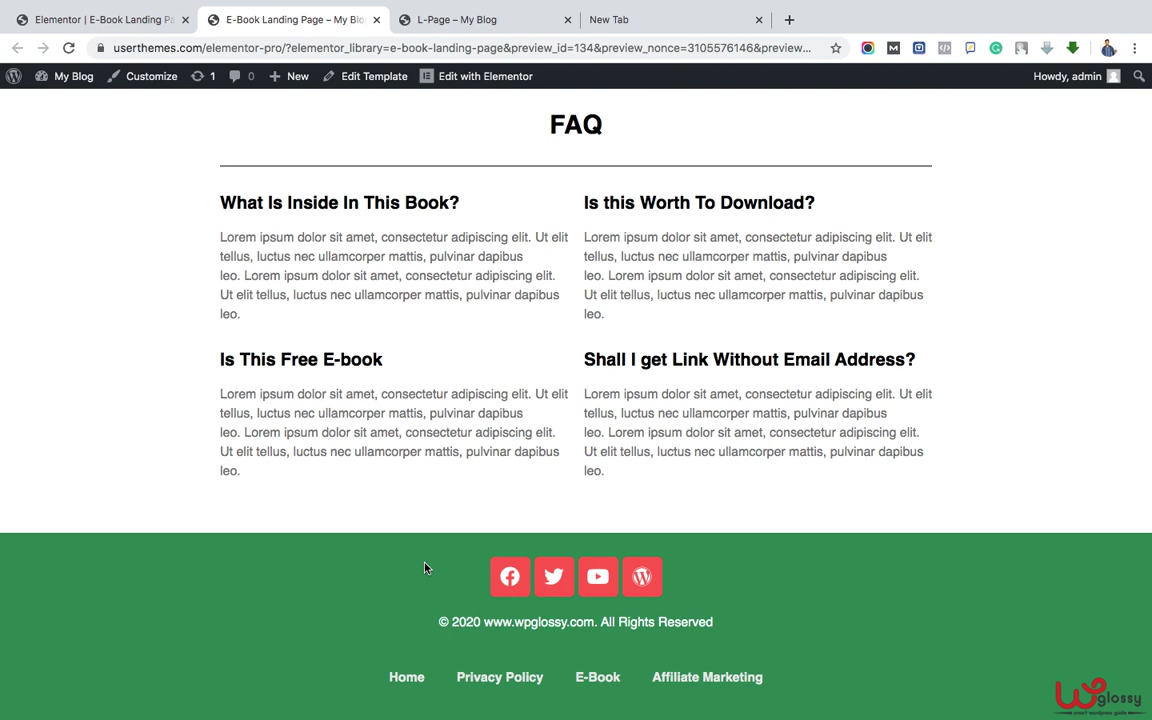 Elementor | E-Book Landing Pa
E-Book Landing Page – My Blo
L-Page – My Blog
New Tab
userthemes.com/elementor-pro/?elementor_library=e-book-landing-page&preview_id=134&preview_nonce=3105576146&preview...
My Blog
Customize
1
0
New
Edit Template
Edit with Elementor
Howdy, admin
FAQ
What Is Inside In This Book?
Lorem ipsum dolor sit amet, consectetur adipiscing elit. Ut elit
tellus, luctus nec ullamcorper mattis, pulvinar dapibus
leo. Lorem ipsum dolor sit amet, consectetur adipiscing elit.
Ut elit tellus, luctus nec ullamcorper mattis, pulvinar dapibus
leo.
Is this Worth To Download?
Lorem ipsum dolor sit amet, consectetur adipiscing elit. Ut elit
tellus, luctus nec ullamcorper mattis, pulvinar dapibus
leo. Lorem ipsum dolor sit amet, consectetur adipiscing elit.
Ut elit tellus, luctus nec ullamcorper mattis, pulvinar dapibus
leo.
Is This Free E-book
Lorem ipsum dolor sit amet, consectetur adipiscing elit. Ut elit
tellus, luctus nec ullamcorper mattis, pulvinar dapibus
leo. Lorem ipsum dolor sit amet, consectetur adipiscing elit.
Ut elit tellus, luctus nec ullamcorper mattis, pulvinar dapibus
leo.
Shall I get Link Without Email Address?
Lorem ipsum dolor sit amet, consectetur adipiscing elit. Ut elit
tellus, luctus nec ullamcorper mattis, pulvinar dapibus
leo. Lorem ipsum dolor sit amet, consectetur adipiscing elit.
Ut elit tellus, luctus nec ullamcorper mattis, pulvinar dapibus
leo.
© 2020 www.wpglossy.com. All Rights Reserved
Home
Privacy Policy
E-Book
Affiliate Marketing
wpglossy